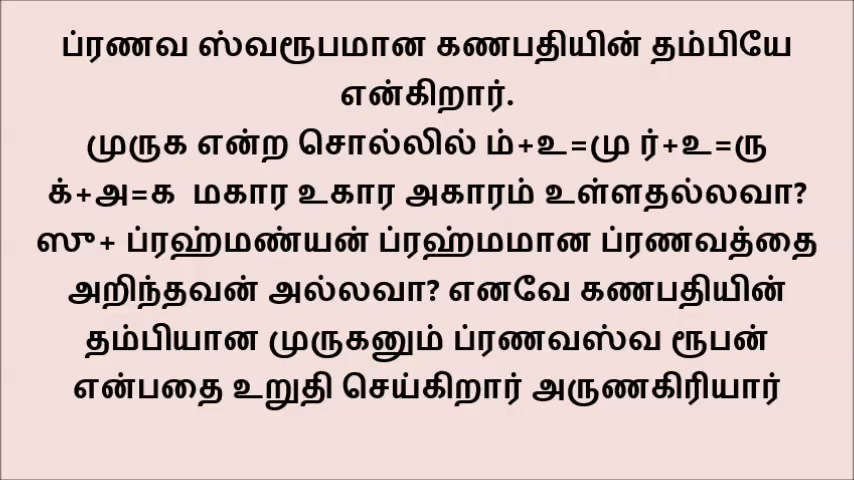 ப்ரணவ ஸ்வரூபமான கணபதியின் தம்பியே
என்கிறார்.
முருக என்ற சொல்லில் ம்+உ=மு ர்+உ=ரு
க்+அ=க  மகார உகார அகாரம் உள்ளதல்லவா?
ஸு+ ப்ரஹ்மண்யன் ப்ரஹ்மமான ப்ரணவத்தை
அறிந்தவன் அல்லவா? எனவே கணபதியின்
தம்பியான முருகனும் ப்ரணவஸ்வ ரூபன்
என்பதை உறுதி செய்கிறார் அருணகிரியார்